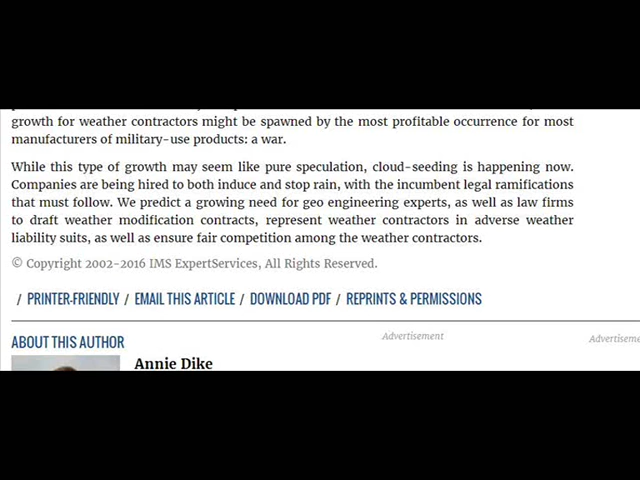 growth for weather contractors might be spawned by the most profitable occurrence for most
manufacturers of military-use products: a war.
While this type of growth may seem like pure speculation, cloud-seeding is happening now.
Companies are being hired to both induce and stop rain, with the incumbent legal ramifications
that must follow. We predict a growing need for geo engineering experts, as well as law firms
to draft weather modification contracts, represent weather contractors in adverse weather
liability suits, as well as ensure fair competition among the weather contractors.
© Copyright 2002-2016 IMS ExpertServices, All Rights Reserved.
/ PRINTER-FRIENDLY / EMAIL THIS ARTICLE / DOWNLOAD PDF / REPRINTS & PERMISSIONS
Advertisement Advertiseme
ABOUT THIS AUTHOR
Annie Dike